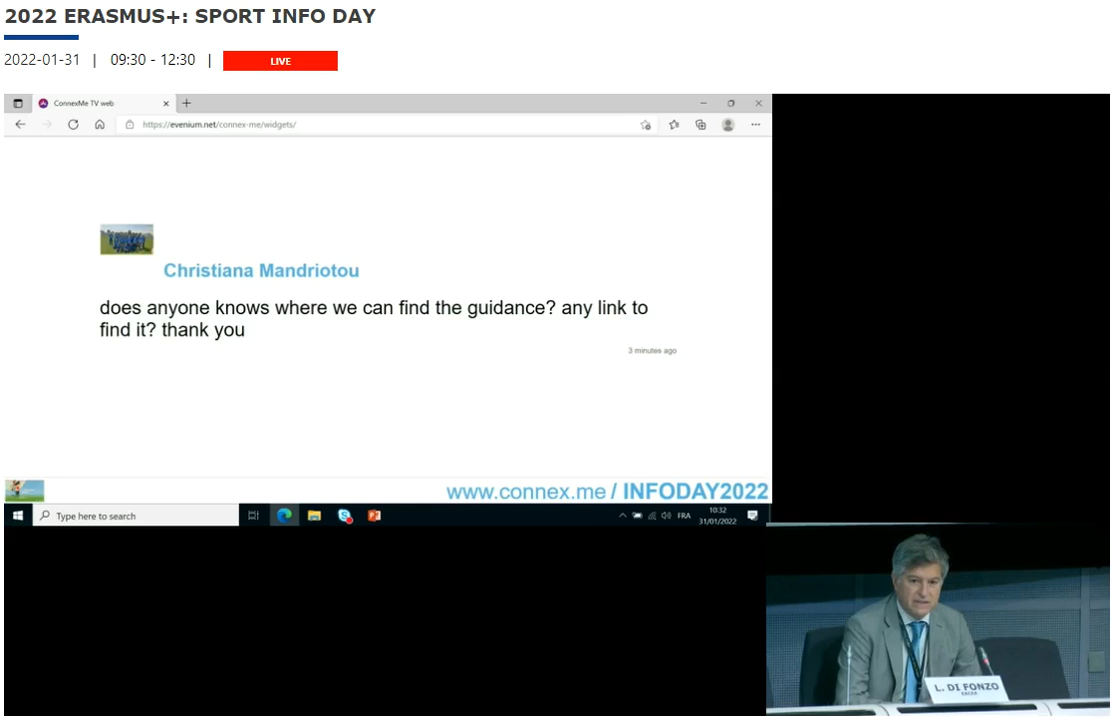 2022 ERASMUS+: SPORT INFO DAY
2022-01-31 | 09:30 - 12:30 | LIVE
ConnexMe TV web
https://evenium.net/connex-me/widgets/
Christiana Mandriotou
does anyone knows where we can find the guidance? any link to
find it? thank you
3 minutes ago
www.connex.me / INFODAY2022
Type here to search
FRA
10:32
31/01/2022
L. DI FONZO
EACEA